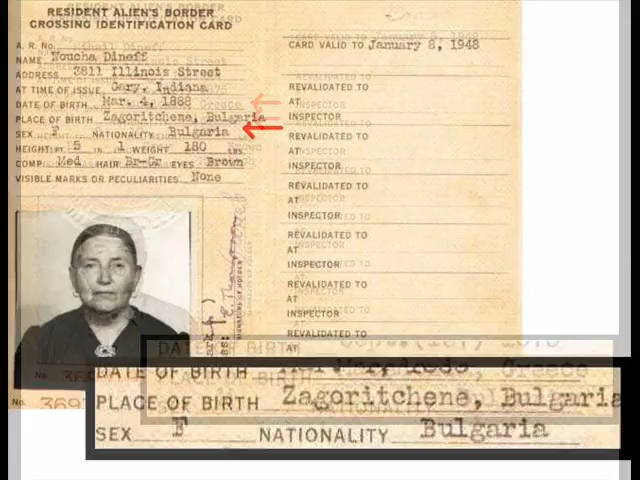 RESIDENT ALIEN'S BORDER
CROSSING IDENTIFICATION CARD
A. R. No.
NAME Noucha Dineff
ADDRESS 3811 Illinois Street
AT TIME OF ISSUE Gary, Indiana
DATE OF BIRTH Mar. 4, 1888
PLACE OF BIRTH Zagoritchene, Bulgaria
SEX F NATIONALITY Bulgaria
HEIGHT 5 IN 1 WEIGHT 180 LBS.
COMP. Med HAIR Br-Gr EYES Brown
VISIBLE MARKS OR PECULIARITIES None
No.
CARD VALID TO January 8, 1948
REVALIDATED TO
AT
INSPECTOR
REVALIDATED TO
AT
INSPECTOR
REVALIDATED TO
AT
INSPECTOR
REVALIDATED TO
AT
INSPECTOR
REVALIDATED TO
AT
INSPECTOR
REVALIDATED TO
AT
DATE OF BIRTH
PLACE OF BIRTH Zagoritchene, Bulgaria
SEX F NATIONALITY Bulgaria